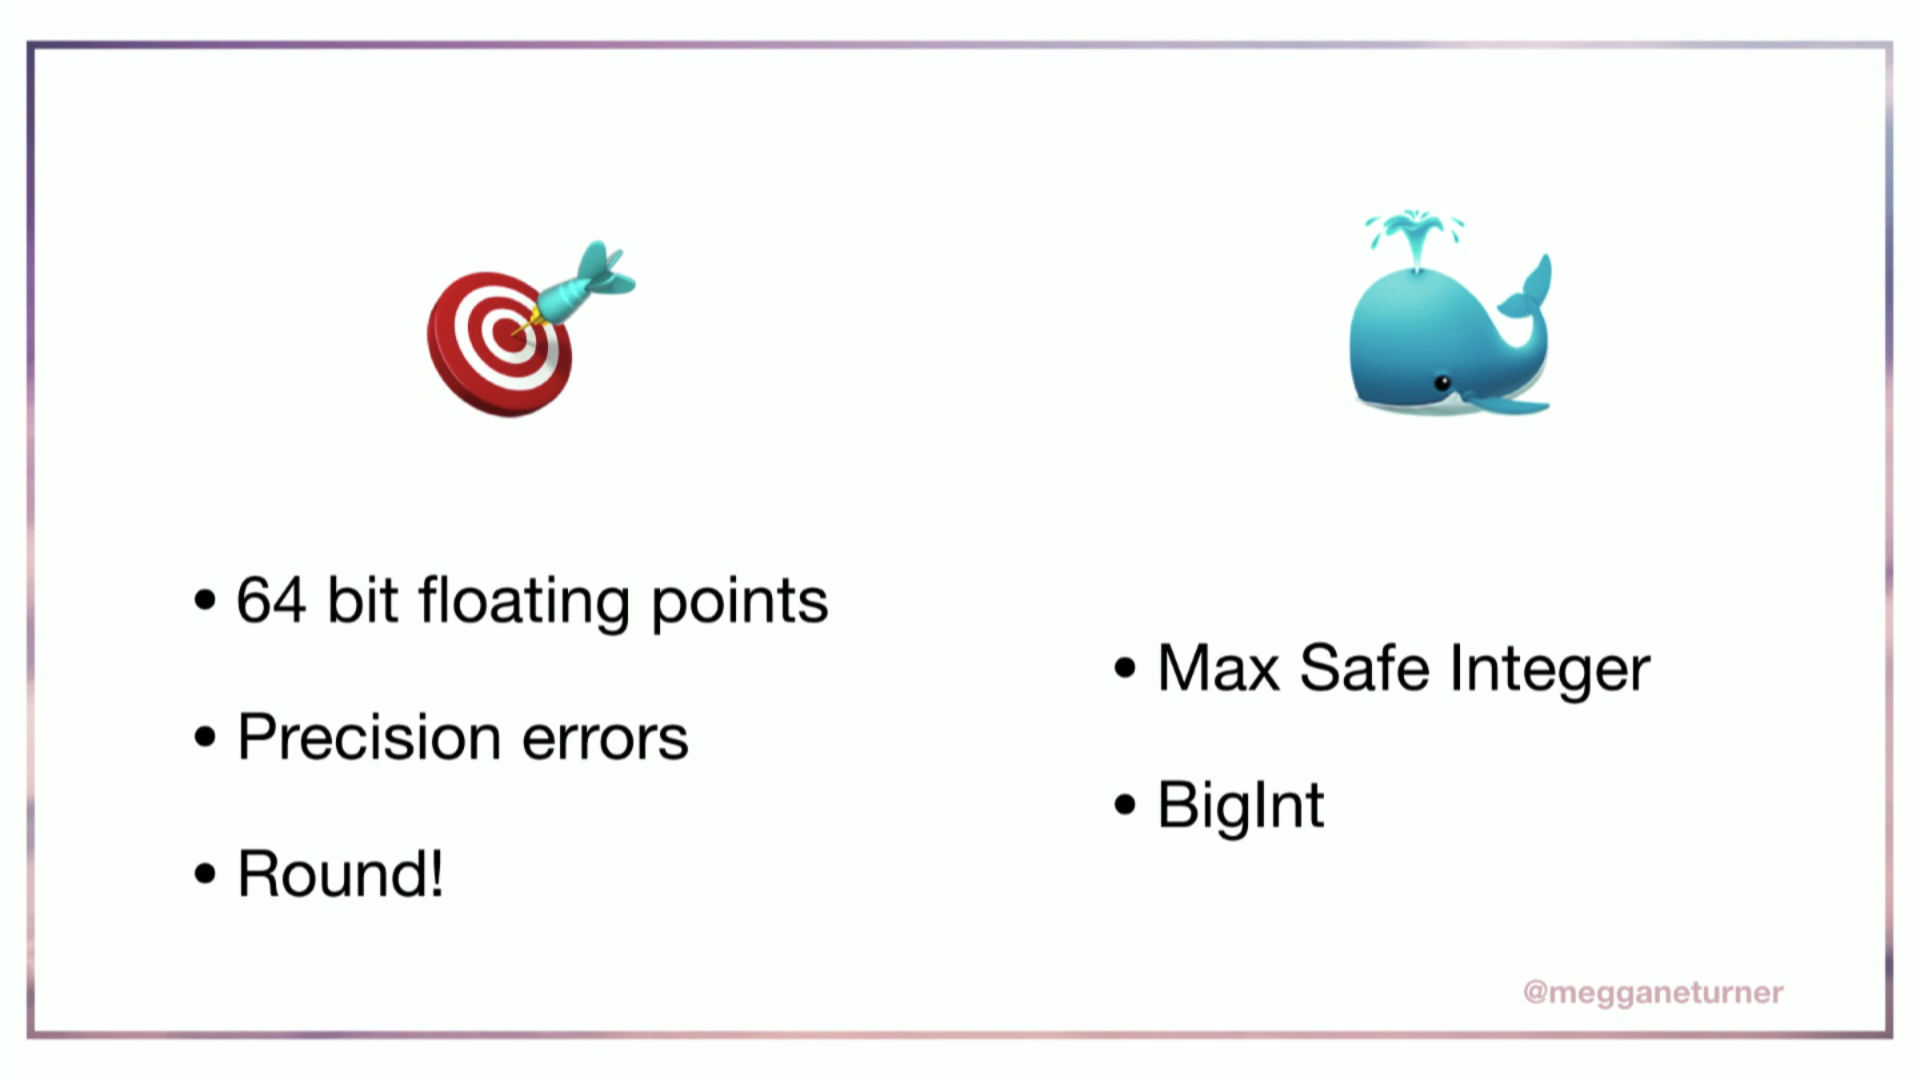 • 64 bit floating points
• Precision errors
• Round!
• Max Safe Integer
• BigInt
@megganeturner